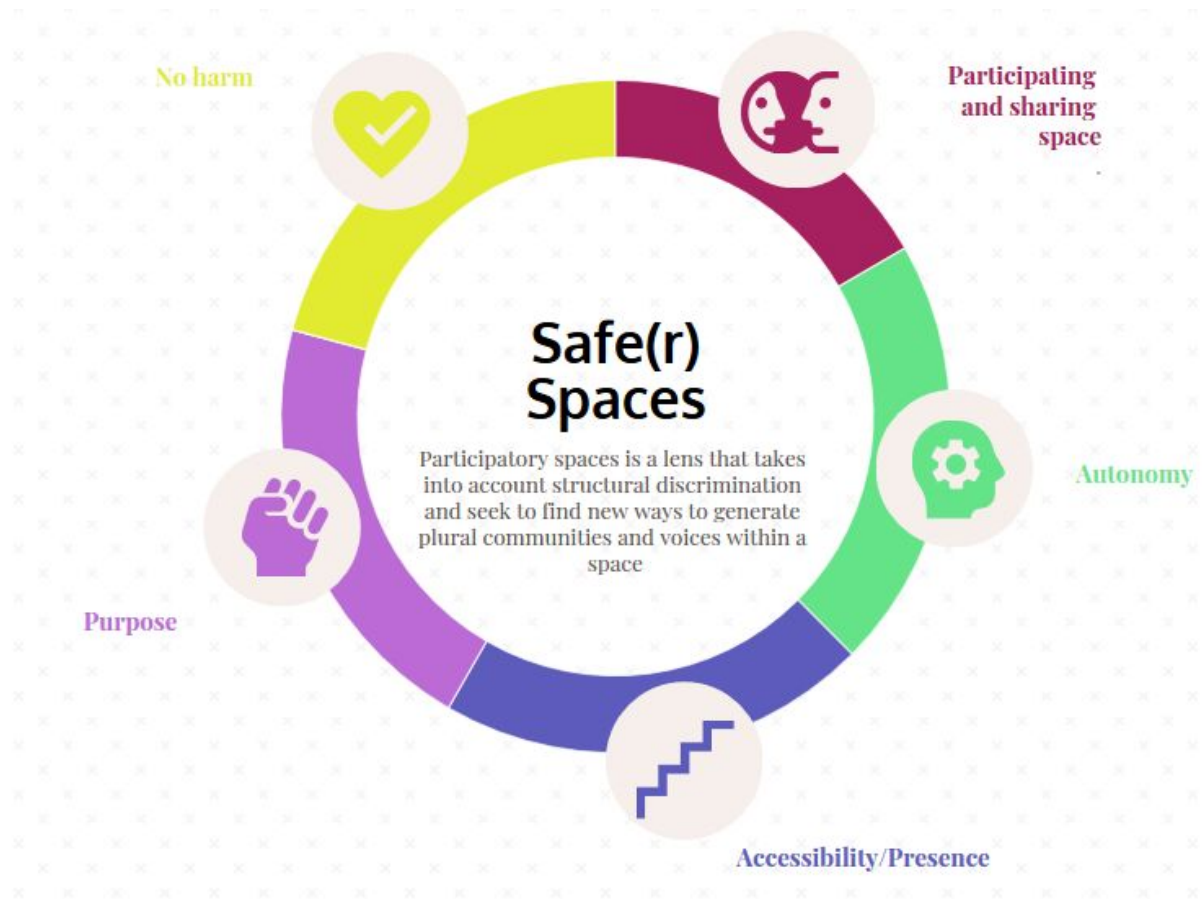 No harm
Participating
and sharing
space
.
Safe(r)
Spaces
Participatory spaces is a lens that takes
into account structural discrimination
and seek to find new ways to generate
plural communities and voices within a
space
Autonomy
Purpose
Accessibility/Presence